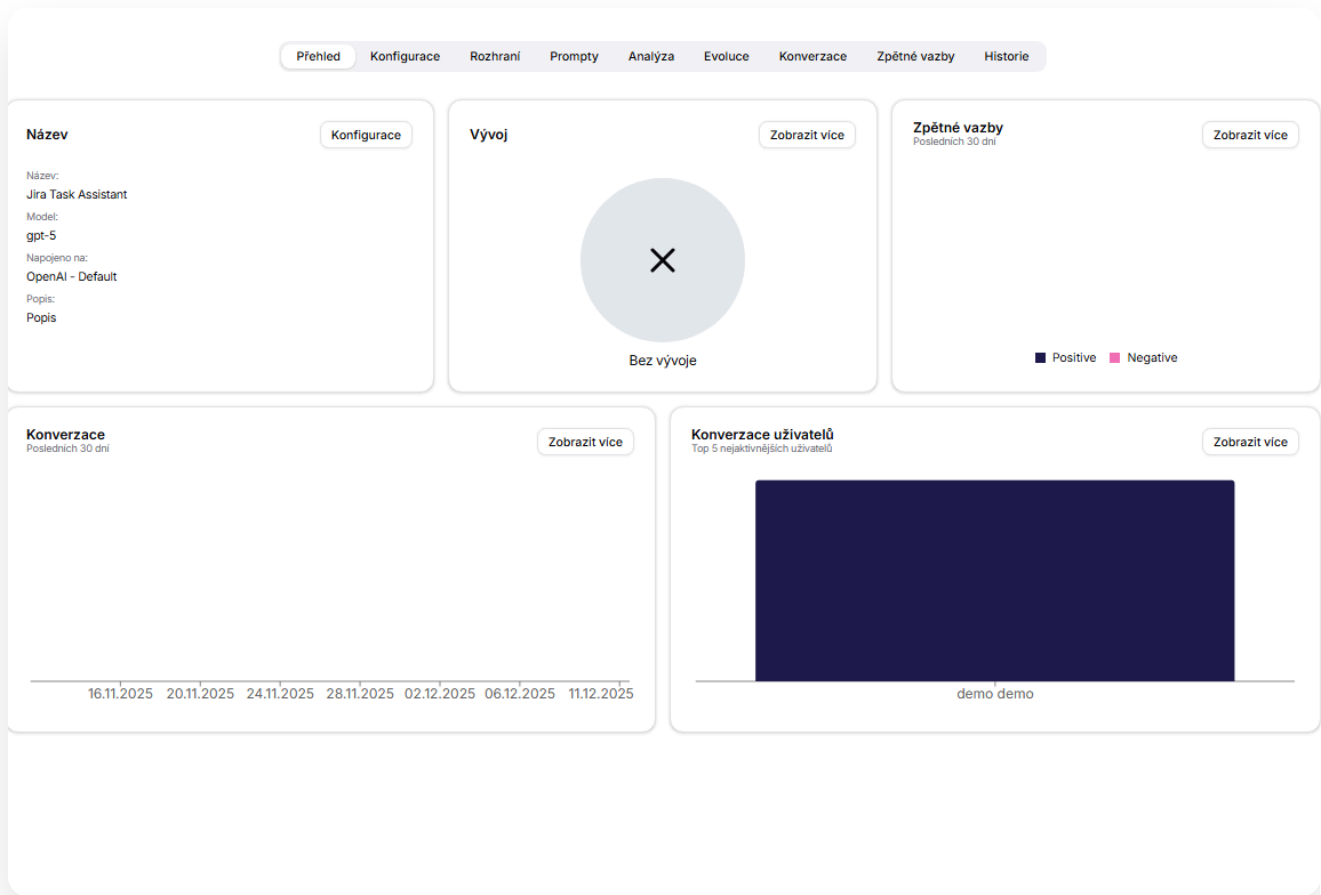 Přehled Konfigurace Rozhraní Prompty Analýza Evoluce Konverzace Zpětné vazby Historie
Název
Konfigurace
Název:
Jira Task Assistant
Model:
gpt-5
Napojeno na:
OpenAI - Default
Popis:
Popis
Vývoj
Zobrazit více
Bez vývoje
Zpětné vazby
Posledních 30 dní
Zobrazit více
Positive Negative
Konverzace
Posledních 30 dní
Zobrazit více
16.11.2025 20.11.2025 24.11.2025 28.11.2025 02.12.2025 06.12.2025 11.12.2025
Konverzace uživatelů
Top 5 nejaktivnějších uživatelů
Zobrazit více
demo demo